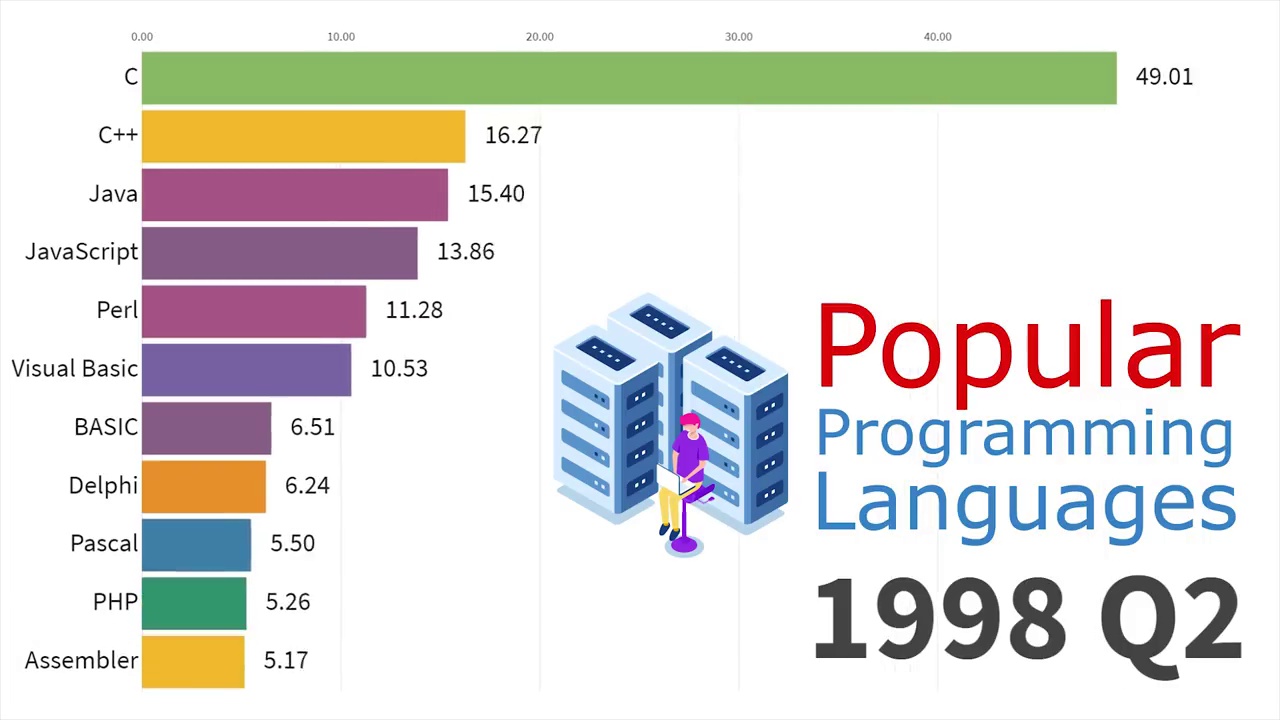 0.00 10.00 20.00 30.00 40.00
C 49.01
C++ 16.27
Java 15.40
JavaScript 13.86
Perl 11.28
Visual Basic 10.53
BASIC 6.51
Delphi 6.24
Pascal 5.50
PHP 5.26
Assembler 5.17
Popular
Programming
Languages
1998 Q2